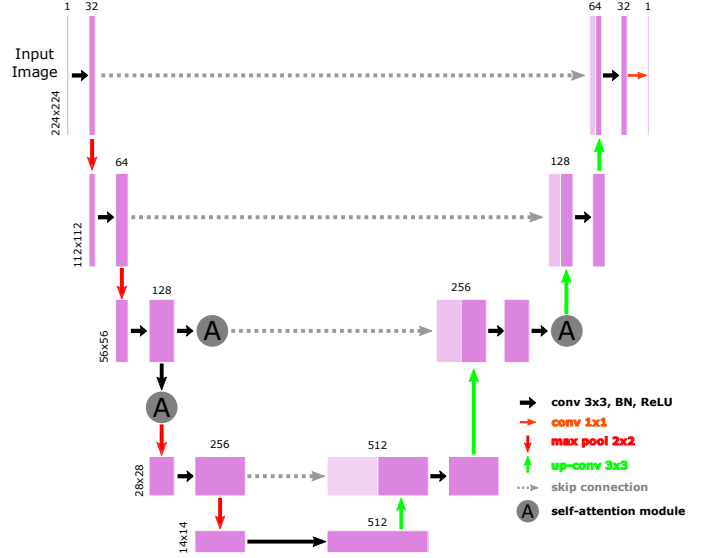 1 32
64 32 1
Input
Image
224x224
64
128
112x112
128
256
56x56
A
A
A
256
512
28x28
512
14x14
conv 3x3, BN, ReLU
conv 1x1
max pool 2x2
up-conv 3x3
skip connection
A self-attention module